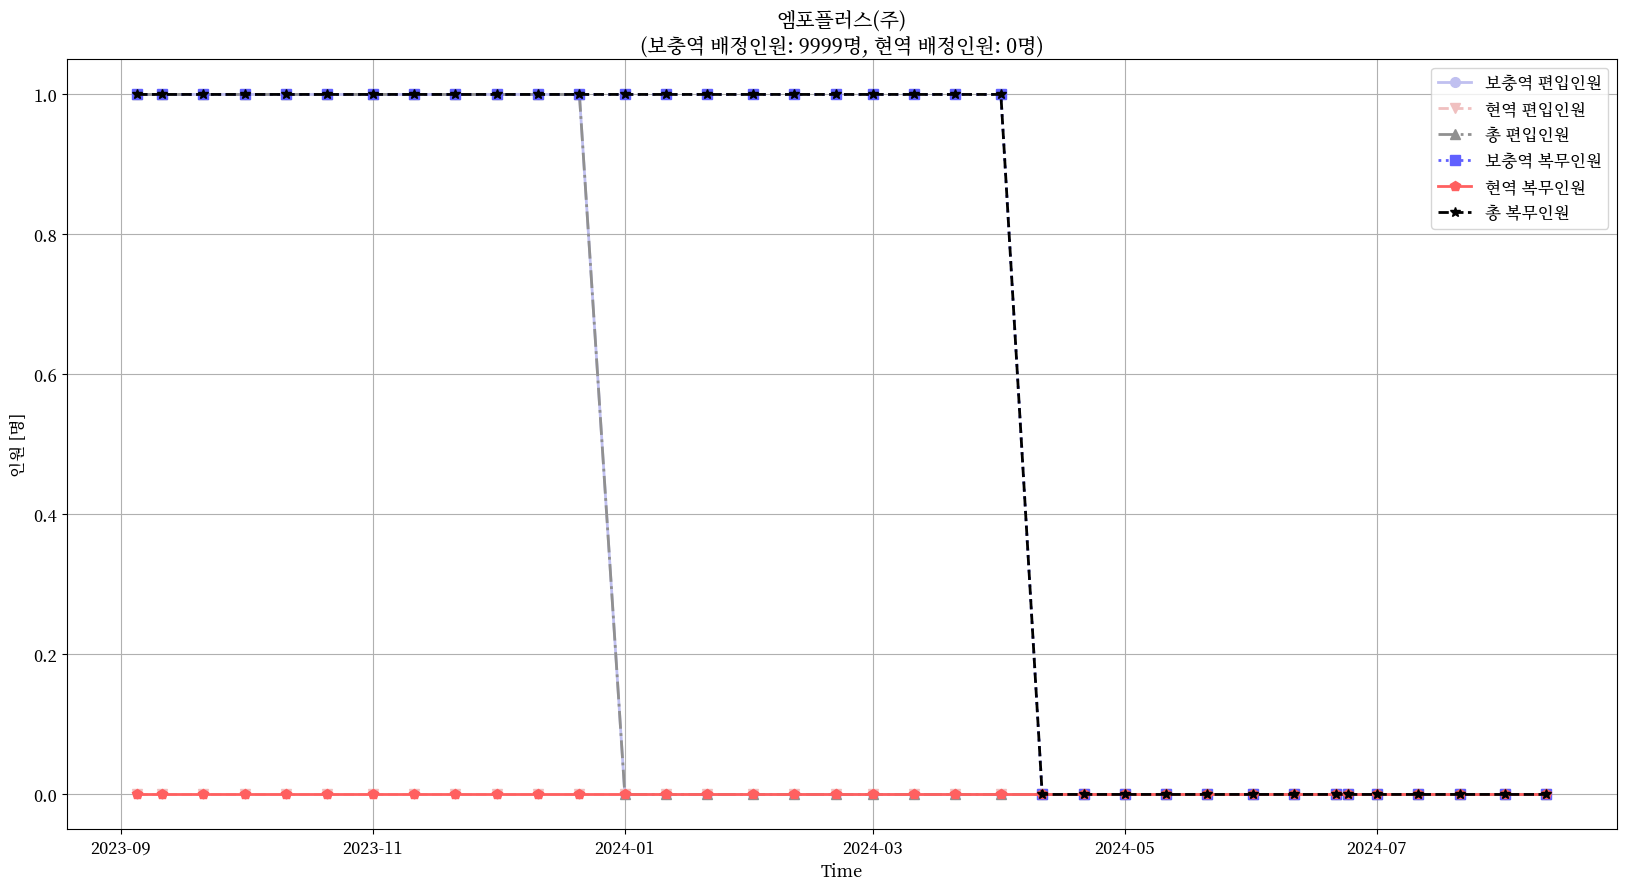 엠포플러스(주)
(보충역 배정인원: 9999명, 현역 배정인원: 0명)
보충역 편입인원
현역 편입인원
총 편입인원
보충역 복무인원
현역 복무인원
총 복무인원
인원 [명]
1.0
0.8
0.6
0.4
0.2
0.0
2023-09
2023-11
2024-01
2024-03
2024-05
2024-07
Time